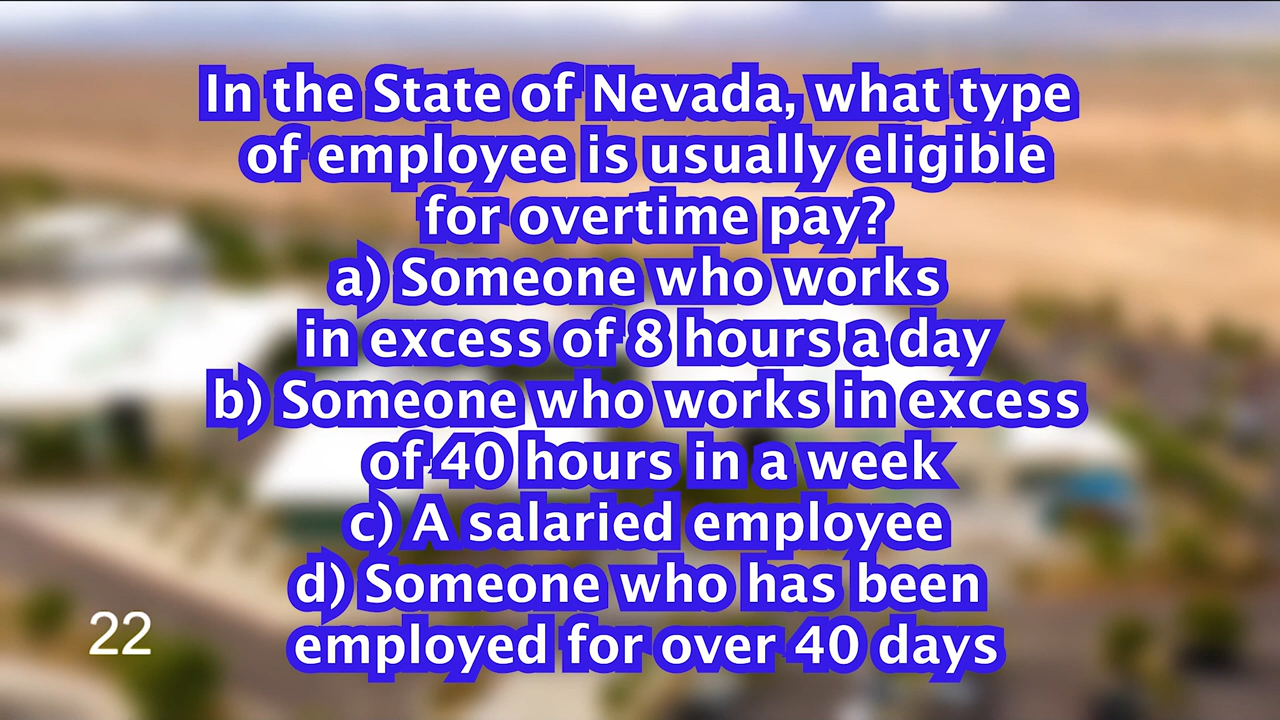 In the State of Nevada, what type
of employee is usually eligible
for overtime pay?
a) Someone who works
in excess of 8 hours a day
b) Someone who works in excess
of 40 hours in a week
c) A salaried employee
d) Someone who has been
employed for over 40 days
22